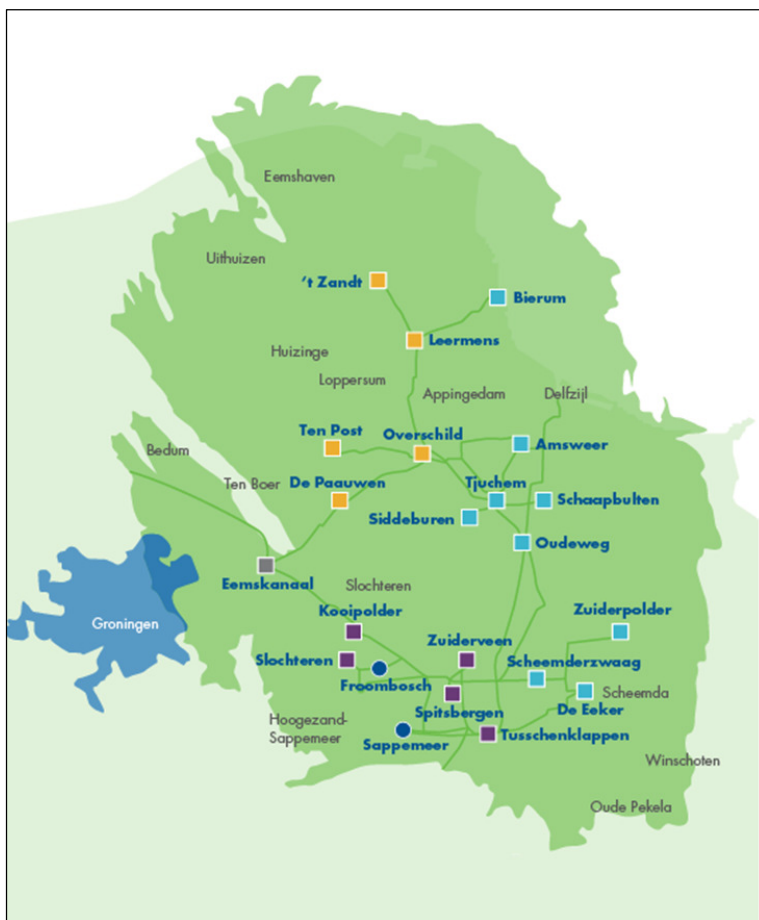 Eemshaven
Uithuizen
't Zandt
Bierum
Leermens
Huizinge
Loppersum
Appingedam
Delfzijl
Ten Post
Overschild
Amsweer
Bedum
Ten Boer
De Paauwen
Tjuchem
Schaapbulten
Siddeburen
Oudeweg
Eemskanaal
Slochteren
Kooipolder
Zuiderpolder
Groningen
Zuiderveen
Slochteren
Scheemderzwaag
Froombosch
Scheemda
Spitsbergen
De Eeker
Hoogezand-
Sappemeer
Sappemeer
Tusschenklappen
Winschoten
Oude Pekela